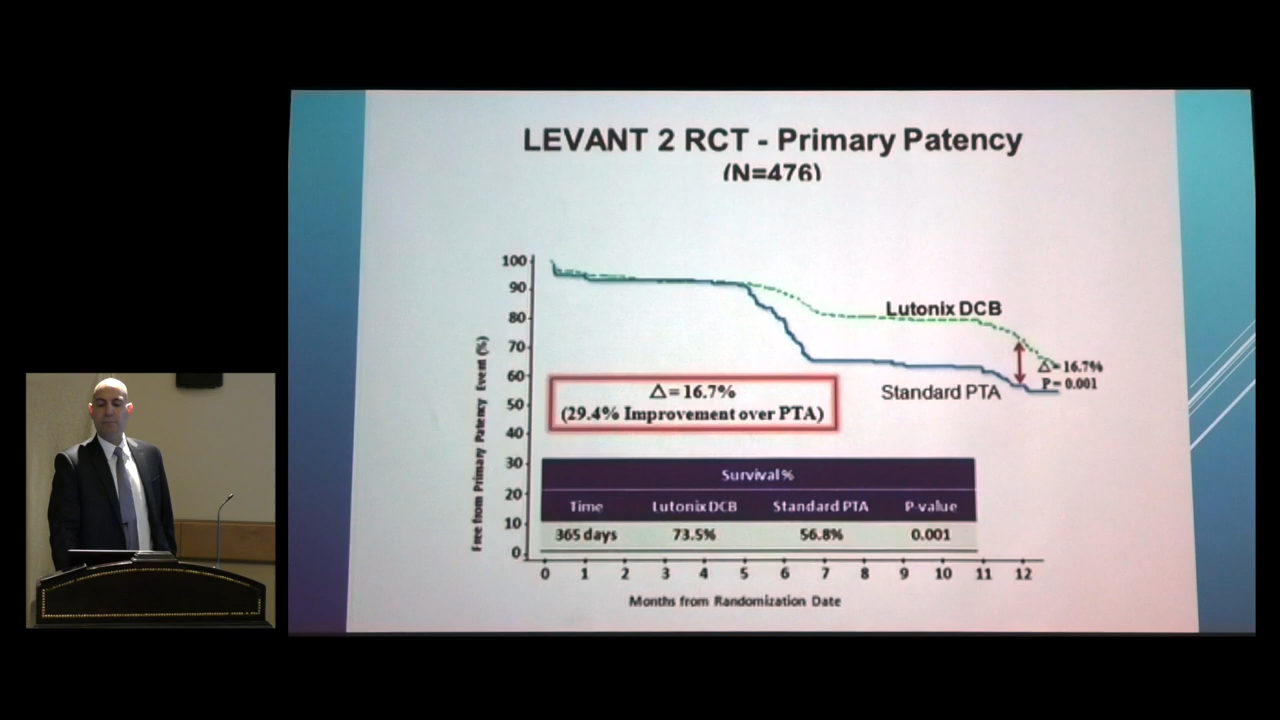 LEVANT 2 RCT - Primary Patency
(N=476)
Free from Primary Patency Event (%)
100
90
80
70
60
50
40
30
20
10
0
Lutonix DCB
Δ= 16.7%
P = 0.001
Standard PTA
Δ= 16.7%
(29.4% Improvement over PTA)
Survival%
Time Lutonix DCB Standard PTA P-value
365 days 73.5% 56.8% 0.001
0 1 2 3 4 5 6 7 8 9 10 11 12
Months from Randomization Date